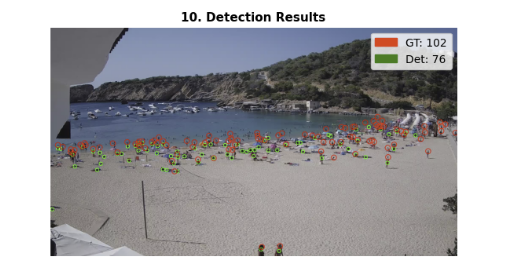 10. Detection Results
GT: 102
Det: 76